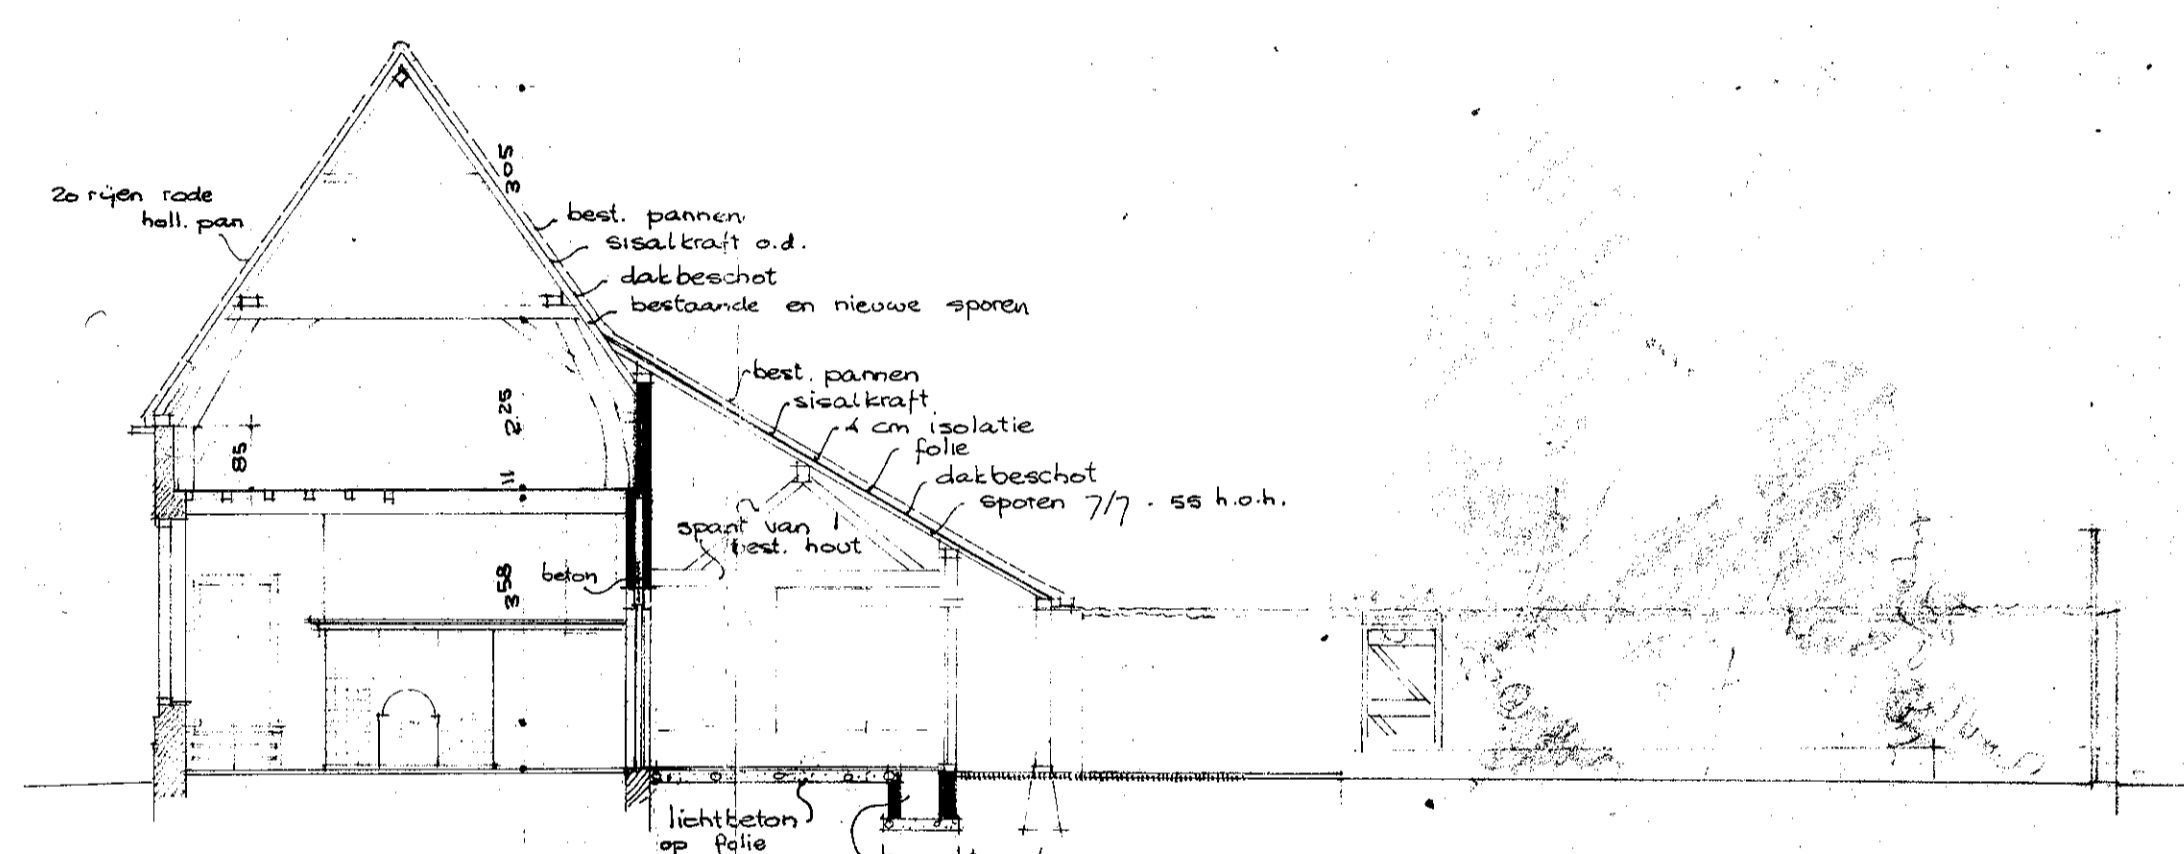 305
20 rijen rode
holl. pan
best. pannen
sisalkraft o.d.
dakbeschot
bestaande en nieuwe sporen
best. pannen
sisalkraft
4 cm isolatie
folie
dakbeschot
sporen 7/7 . 55 h.o.h.
2.25
85
11
spant van
best. hout
beton
358
lichtbeton
op folie